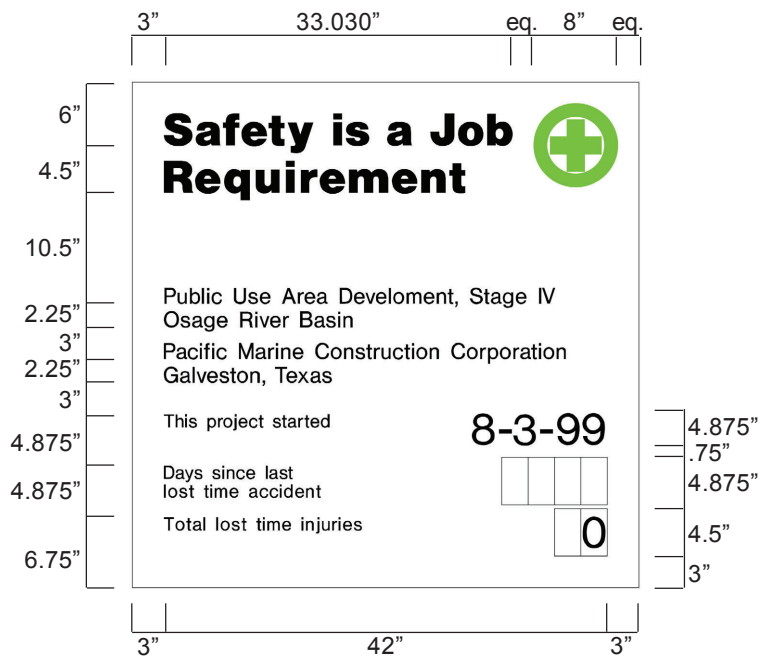 3” 33.030” eq. 8” eq.
6”
4.5”
10.5”
2.25”
3”
2.25”
3”
4.875”
4.875”
6.75”
Safety is a Job
Requirement
Public Use Area Develoment, Stage IV
Osage River Basin
Pacific Marine Construction Corporation
Galveston, Texas
This project started 8-3-99
Days since last
lost time accident
Total lost time injuries 0
4.875”
.75”
4.875”
4.5”
3”
3” 42” 3”